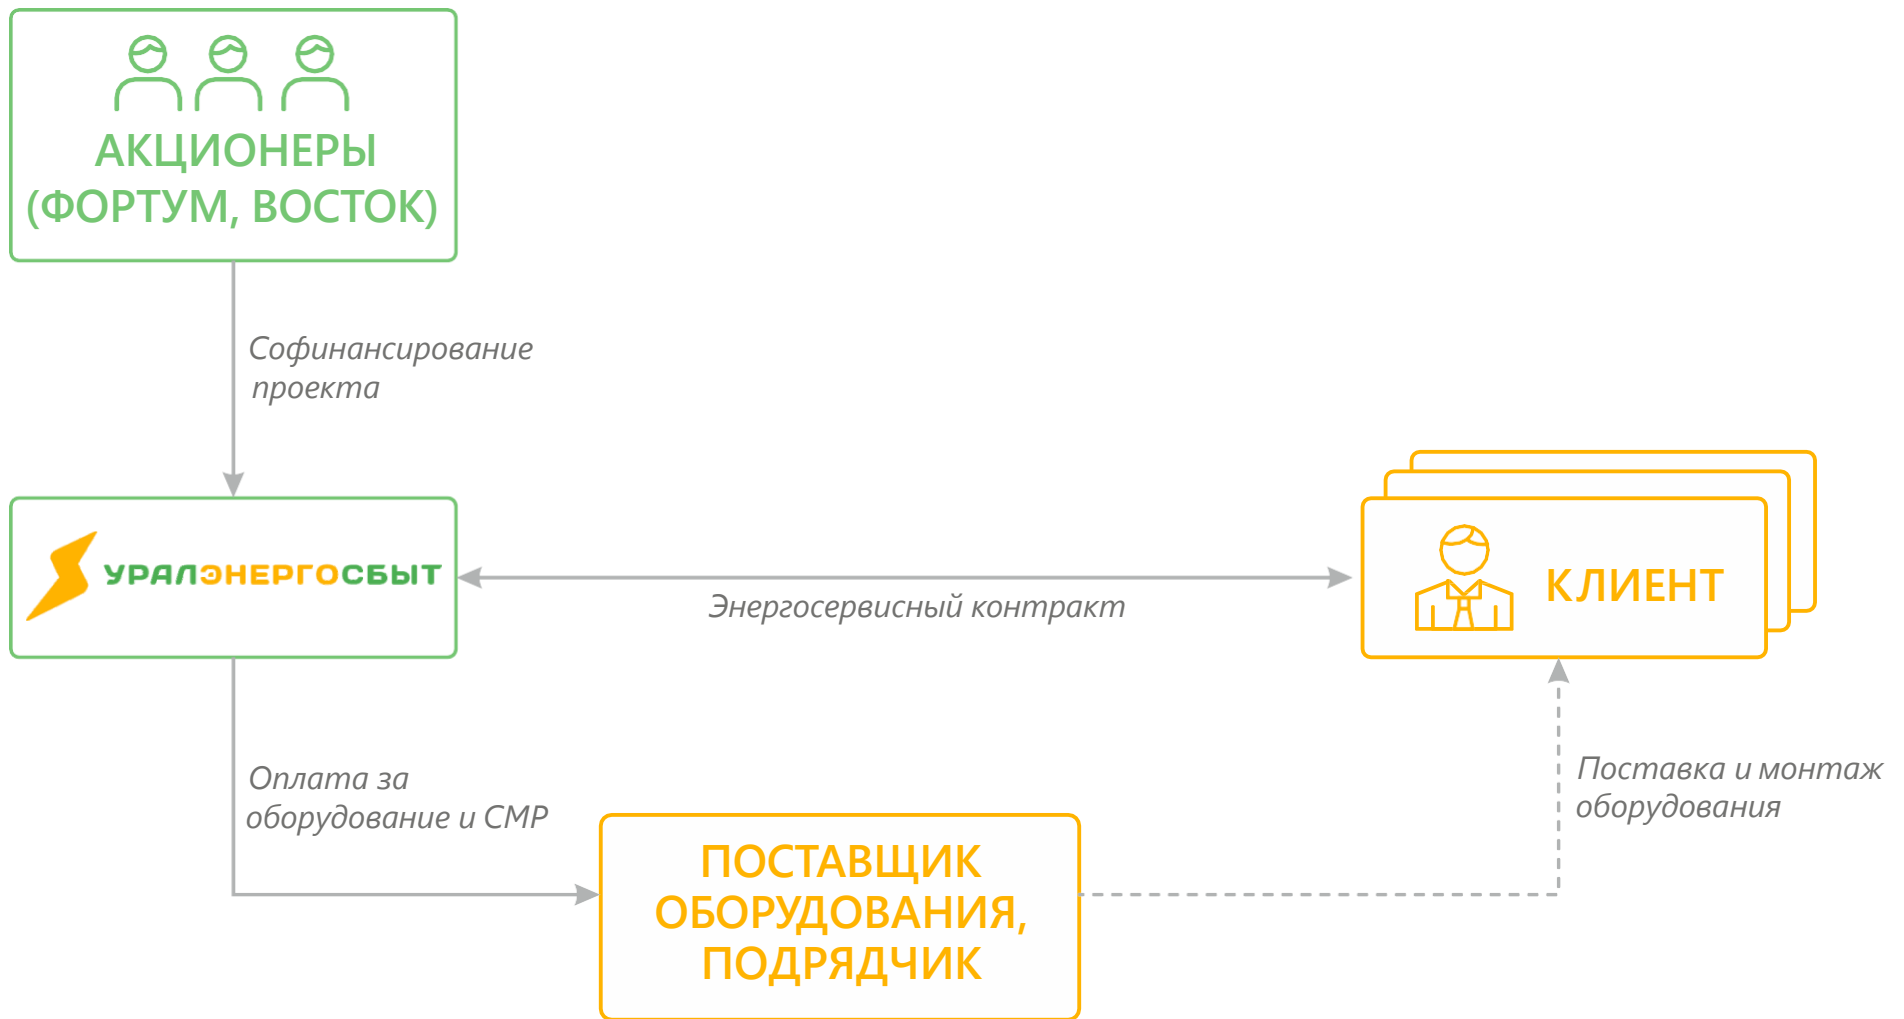 АКЦИОНЕРЫ
(ФОРТУМ, ВОСТОК)
Софинансирование
проекта
УРАЛЭНЕРГОСБЫТ
Энергосервисный контракт
КЛИЕНТ
Оплата за
оборудование и СМР
Поставка и монтаж
оборудования
ПОСТАВЩИК
ОБОРУДОВАНИЯ,
ПОДРЯДЧИК